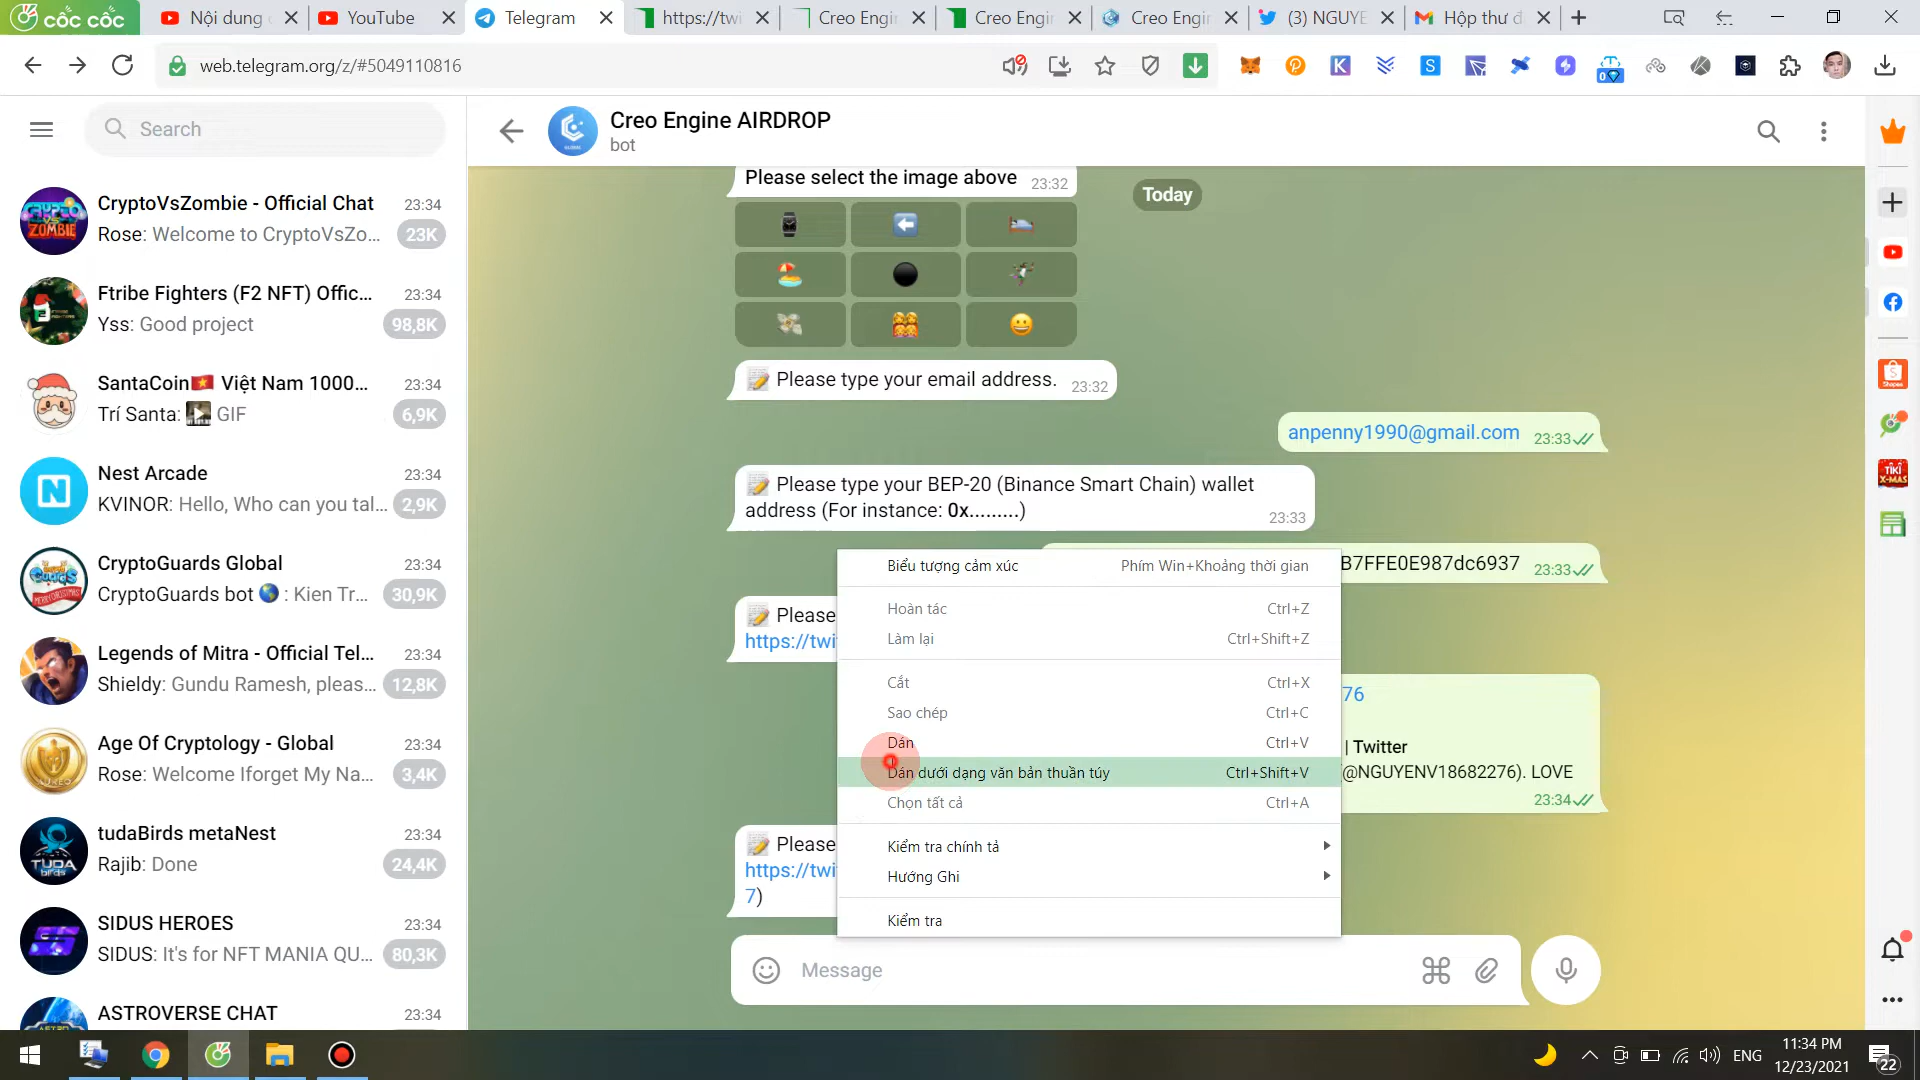 cốc cốc
Nội dung
YouTube
Telegram
https://twi
Creo Engi
Creo Engi
Creo Engi
(3) NGUYE
Hộp thư đ
web.telegram.org/z/#5049110816
Search
Creo Engine AIRDROP
bot
CryptoVsZombie - Official Chat 23:34
Rose: Welcome to CryptoVsZo... 23K
Ftribe Fighters (F2 NFT) Offic... 23:34
Yss: Good project 98,8K
SantaCoin🇻🇳 Việt Nam 1000... 23:34
Trí Santa: GIF 6,9K
Nest Arcade 23:34
KVINOR: Hello, Who can you tal... 2,9K
CryptoGuards Global 23:34
CryptoGuards bot 🌎 : Kien Tr... 30,9K
Legends of Mitra - Official Tel... 23:34
Shieldy: Gundu Ramesh, pleas... 12,8K
Age Of Cryptology - Global 23:34
Rose: Welcome Iforget My Na... 3,4K
tudaBirds metaNest 23:34
Rajib: Done 24,4K
SIDUS HEROES 23:34
SIDUS: It's for NFT MANIA QU... 80,3K
ASTROVERSE CHAT 23:34
Please select the image above 23:32
Today
📝 Please type your email address. 23:32
anpenny1990@gmail.com 23:33
📝 Please type your BEP-20 (Binance Smart Chain) wallet
address (For instance: 0x.........) 23:33
B7FFE0E987dc6937 23:33
📝 Please
https://twi
76
| Twitter
(@NGUYENV18682276). LOVE
23:34
📝 Please
https://twi
7)
Biểu tượng cảm xúc Phím Win+Khoảng thời gian
Hoàn tác Ctrl+Z
Làm lại Ctrl+Shift+Z
Cắt Ctrl+X
Sao chép Ctrl+C
Dán Ctrl+V
Dán dưới dạng văn bản thuần túy Ctrl+Shift+V
Chọn tất cả Ctrl+A
Kiểm tra chính tả
Hướng Ghi
Kiểm tra
Message
ENG
11:34 PM
12/23/2021
22